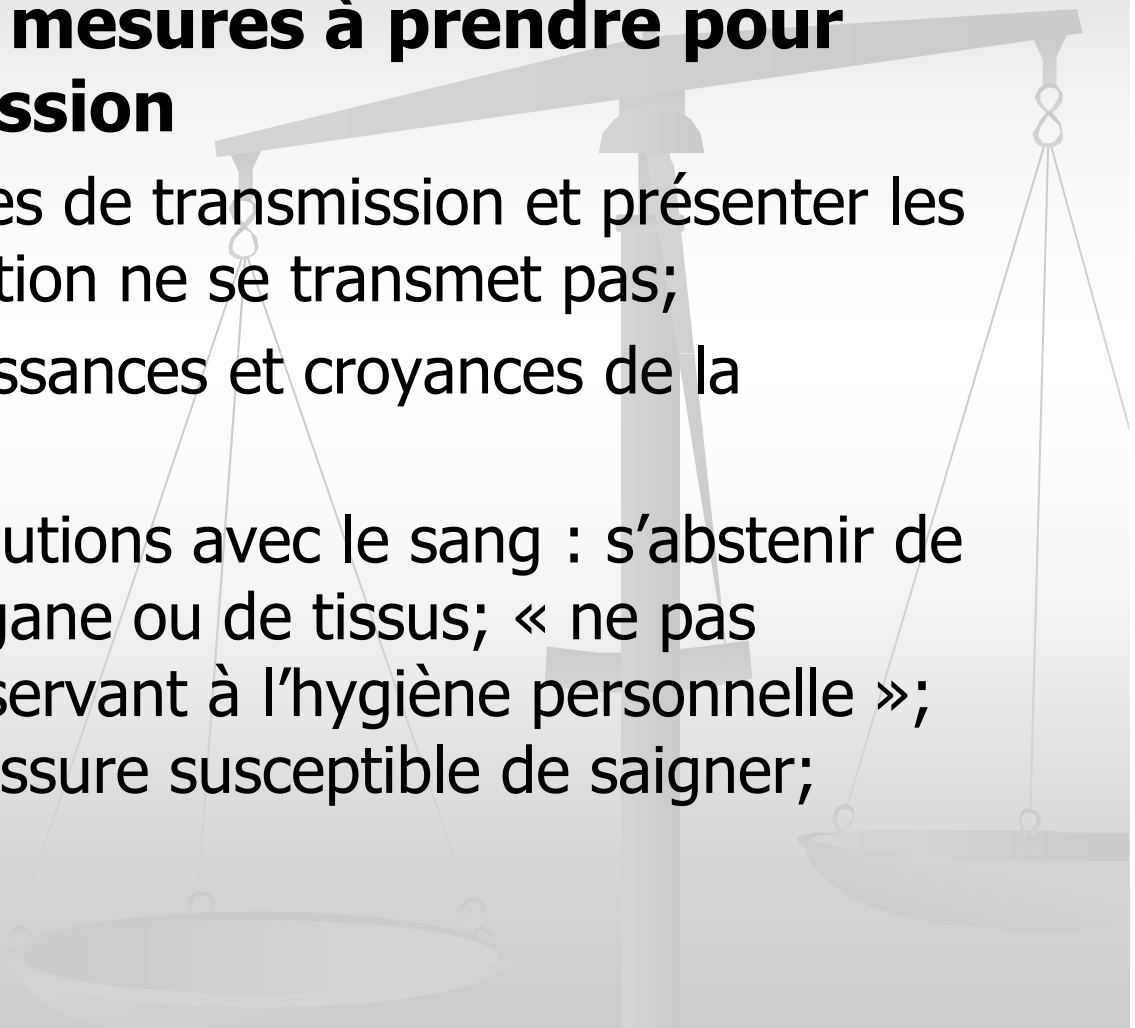 mesures à prendre pour
ssion
es de transmission et présenter les
tion ne se transmet pas;
ssances et croyances de la
utions avec le sang : s’abstenir de
gane ou de tissus; « ne pas
servant à l’hygiène personnelle »;
ssure susceptible de saigner;